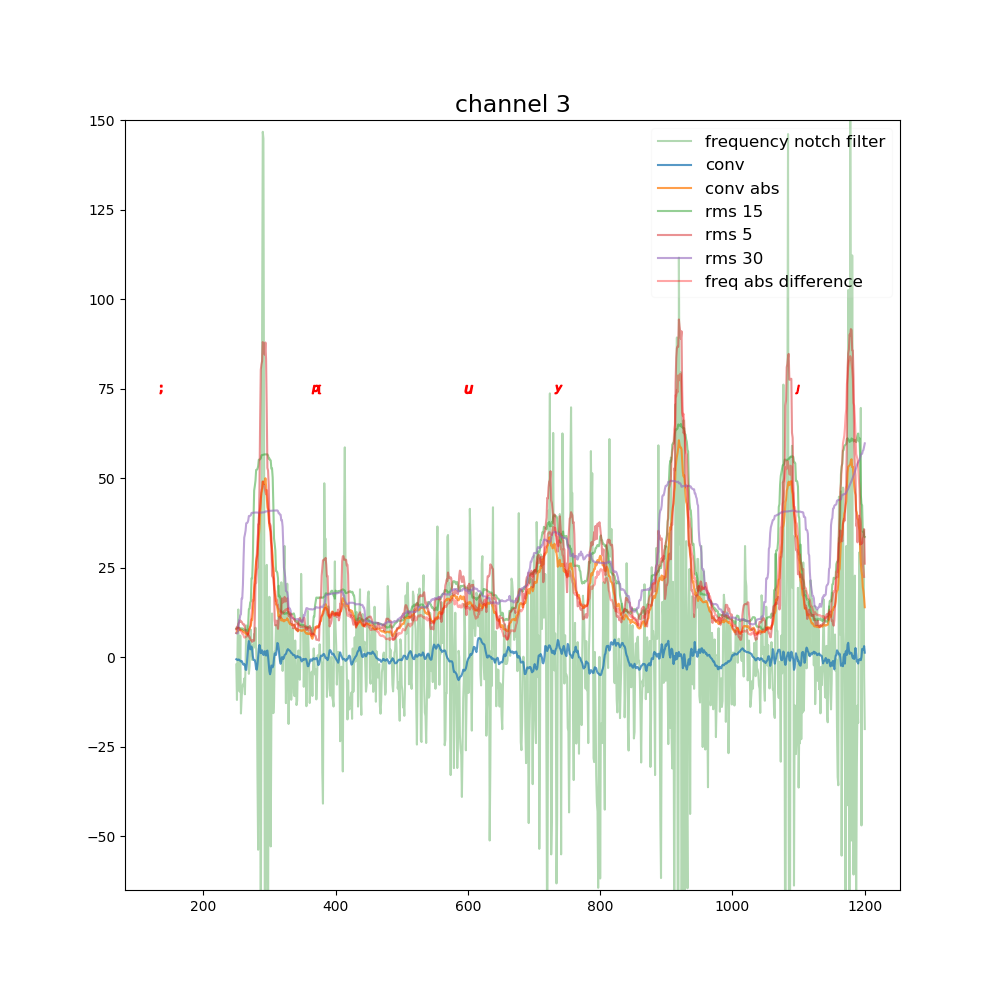 channel 3
150
125
100
75
50
25
0
−25
−50
frequency notch filter
conv
conv abs
rms 15
rms 5
rms 30
freq abs difference
;
u
y
200
400
600
800
1000
1200